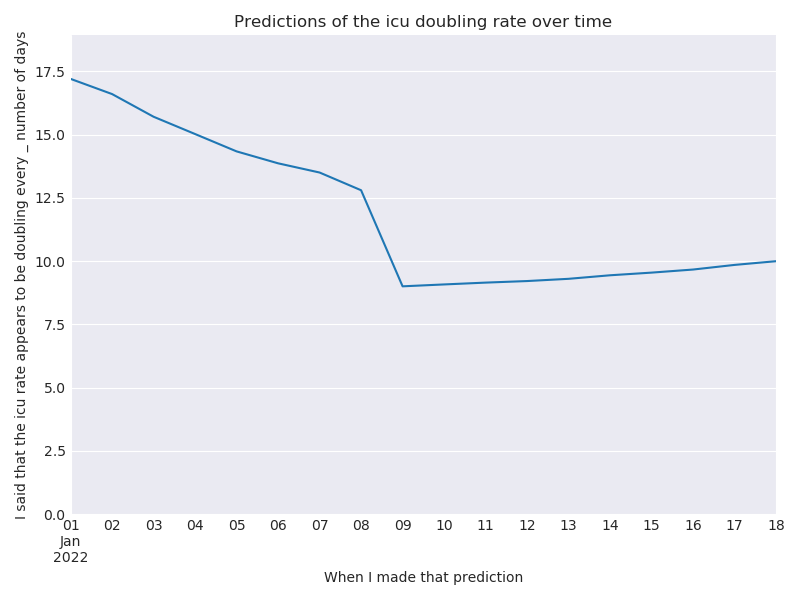 Predictions of the icu doubling rate over time
I said that the icu rate appears to be doubling every _ number of days
17.5
15.0
12.5
10.0
7.5
5.0
2.5
0.0
01 02 03 04 05 06 07 08 09 10 11 12 13 14 15 16 17 18
Jan
2022
When I made that prediction